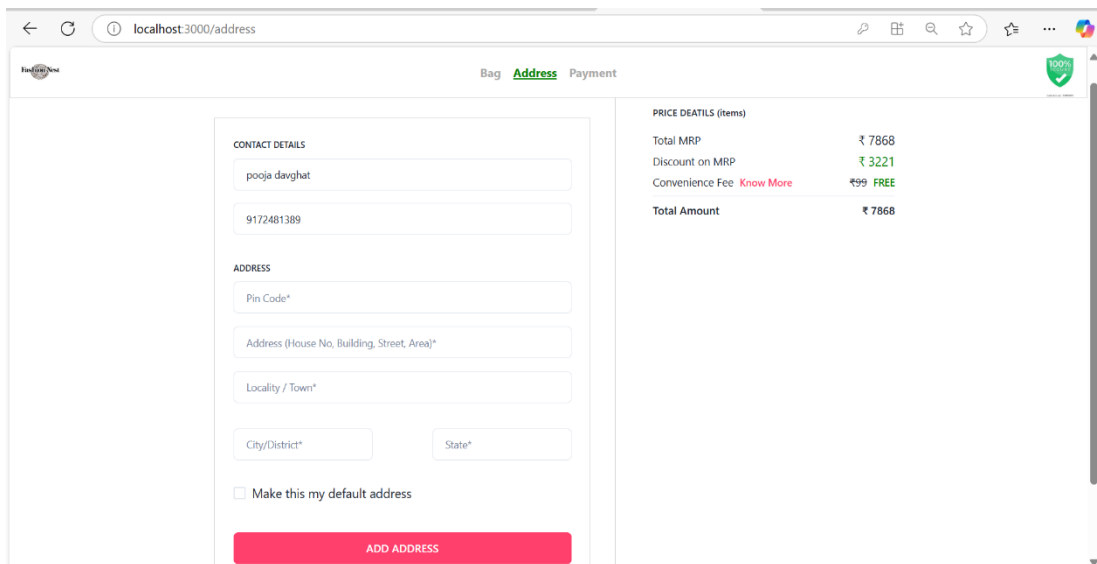 localhost:3000/address
Fashion Nest
Bag Address Payment
100%
CONTACT DETAILS
pooja davghat
9172481389
ADDRESS
Pin Code*
Address (House No, Building, Street, Area)*
Locality / Town*
City/District* State*
Make this my default address
ADD ADDRESS
PRICE DEATILS (items)
Total MRP ₹ 7868
Discount on MRP ₹ 3221
Convenience Fee Know More ₹99 FREE
Total Amount ₹ 7868